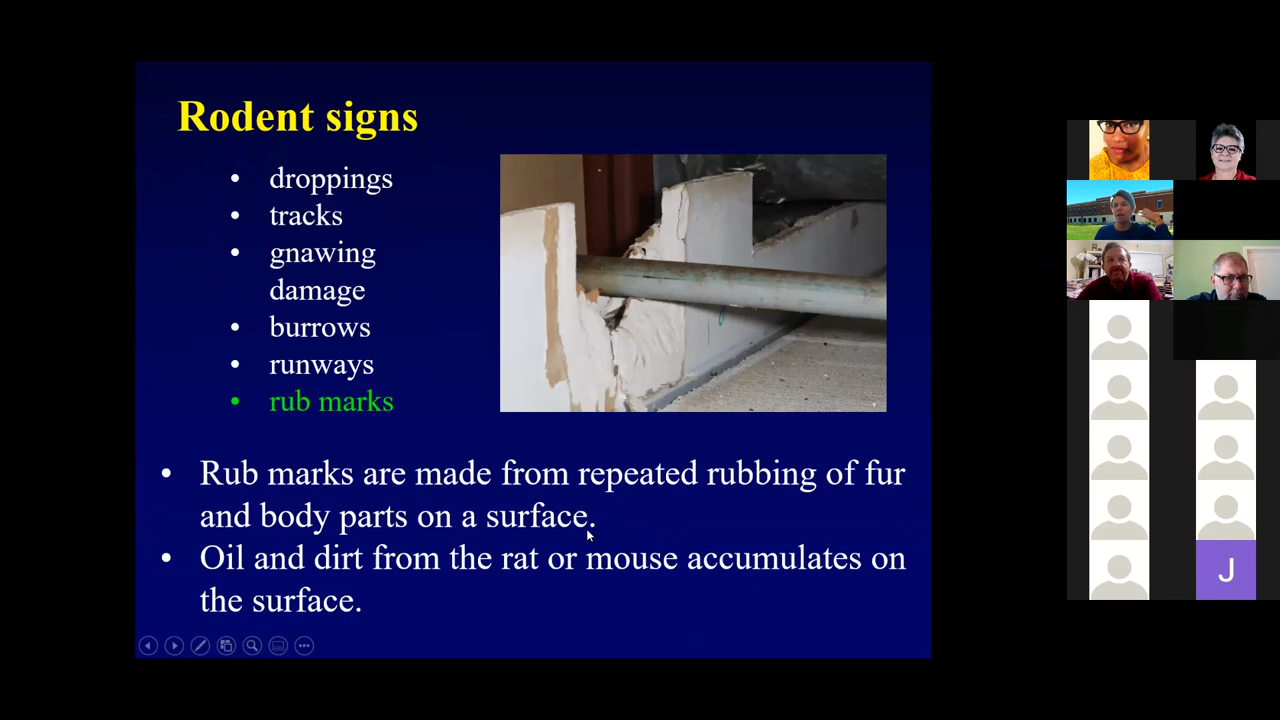 Rodent signs
• droppings
• tracks
• gnawing
damage
• burrows
• runways
• rub marks
• Rub marks are made from repeated rubbing of fur
and body parts on a surface.
• Oil and dirt from the rat or mouse accumulates on
the surface.
J